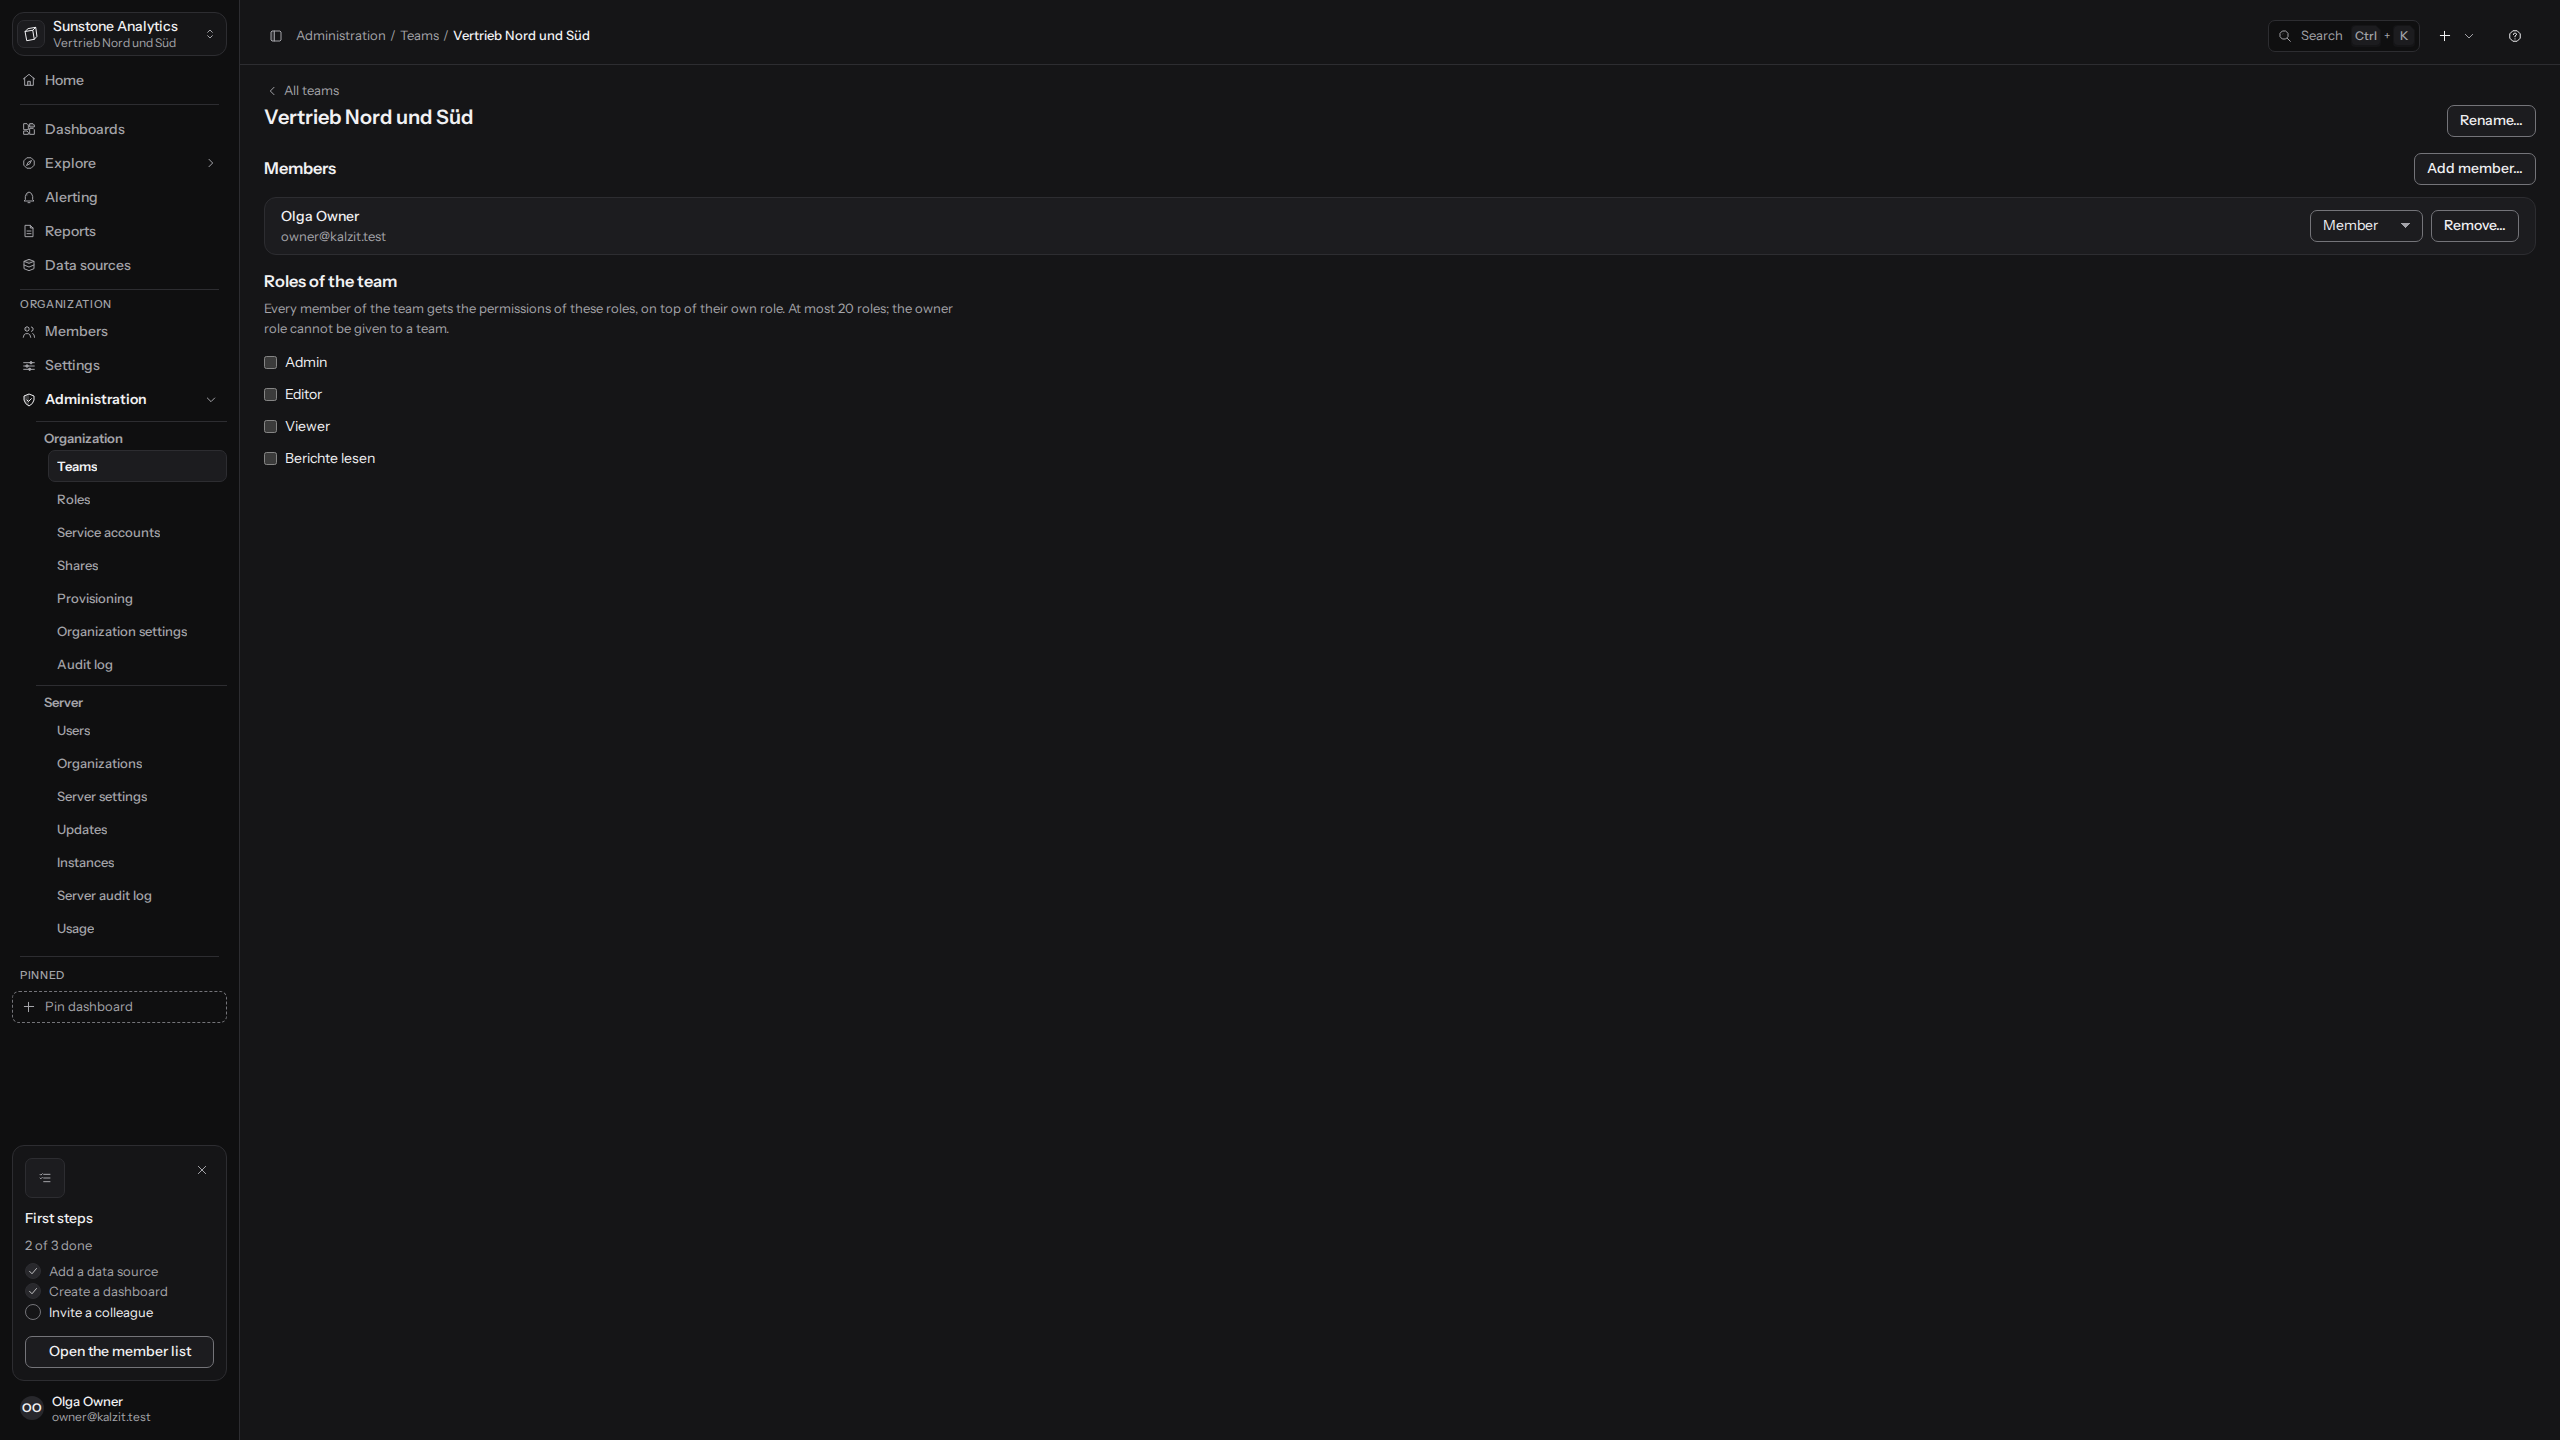 Sunstone Analytics
Vertrieb Nord und Süd
Home
Dashboards
Explore
Alerting
Reports
Data sources
ORGANIZATION
Members
Settings
Administration
Organization
Teams
Roles
Service accounts
Shares
Provisioning
Organization settings
Audit log
Server
Users
Organizations
Server settings
Updates
Instances
Server audit log
Usage
PINNED
Pin dashboard
First steps
2 of 3 done
Add a data source
Create a dashboard
Invite a colleague
Open the member list
OO
Olga Owner
owner@kalzit.test
Administration / Teams / Vertrieb Nord und Süd
Search Ctrl + K
All teams
Vertrieb Nord und Süd
Rename...
Members
Add member...
Olga Owner
owner@kalzit.test
Member
Remove...
Roles of the team
Every member of the team gets the permissions of these roles, on top of their own role. At most 20 roles; the owner
role cannot be given to a team.
Admin
Editor
Viewer
Berichte lesen